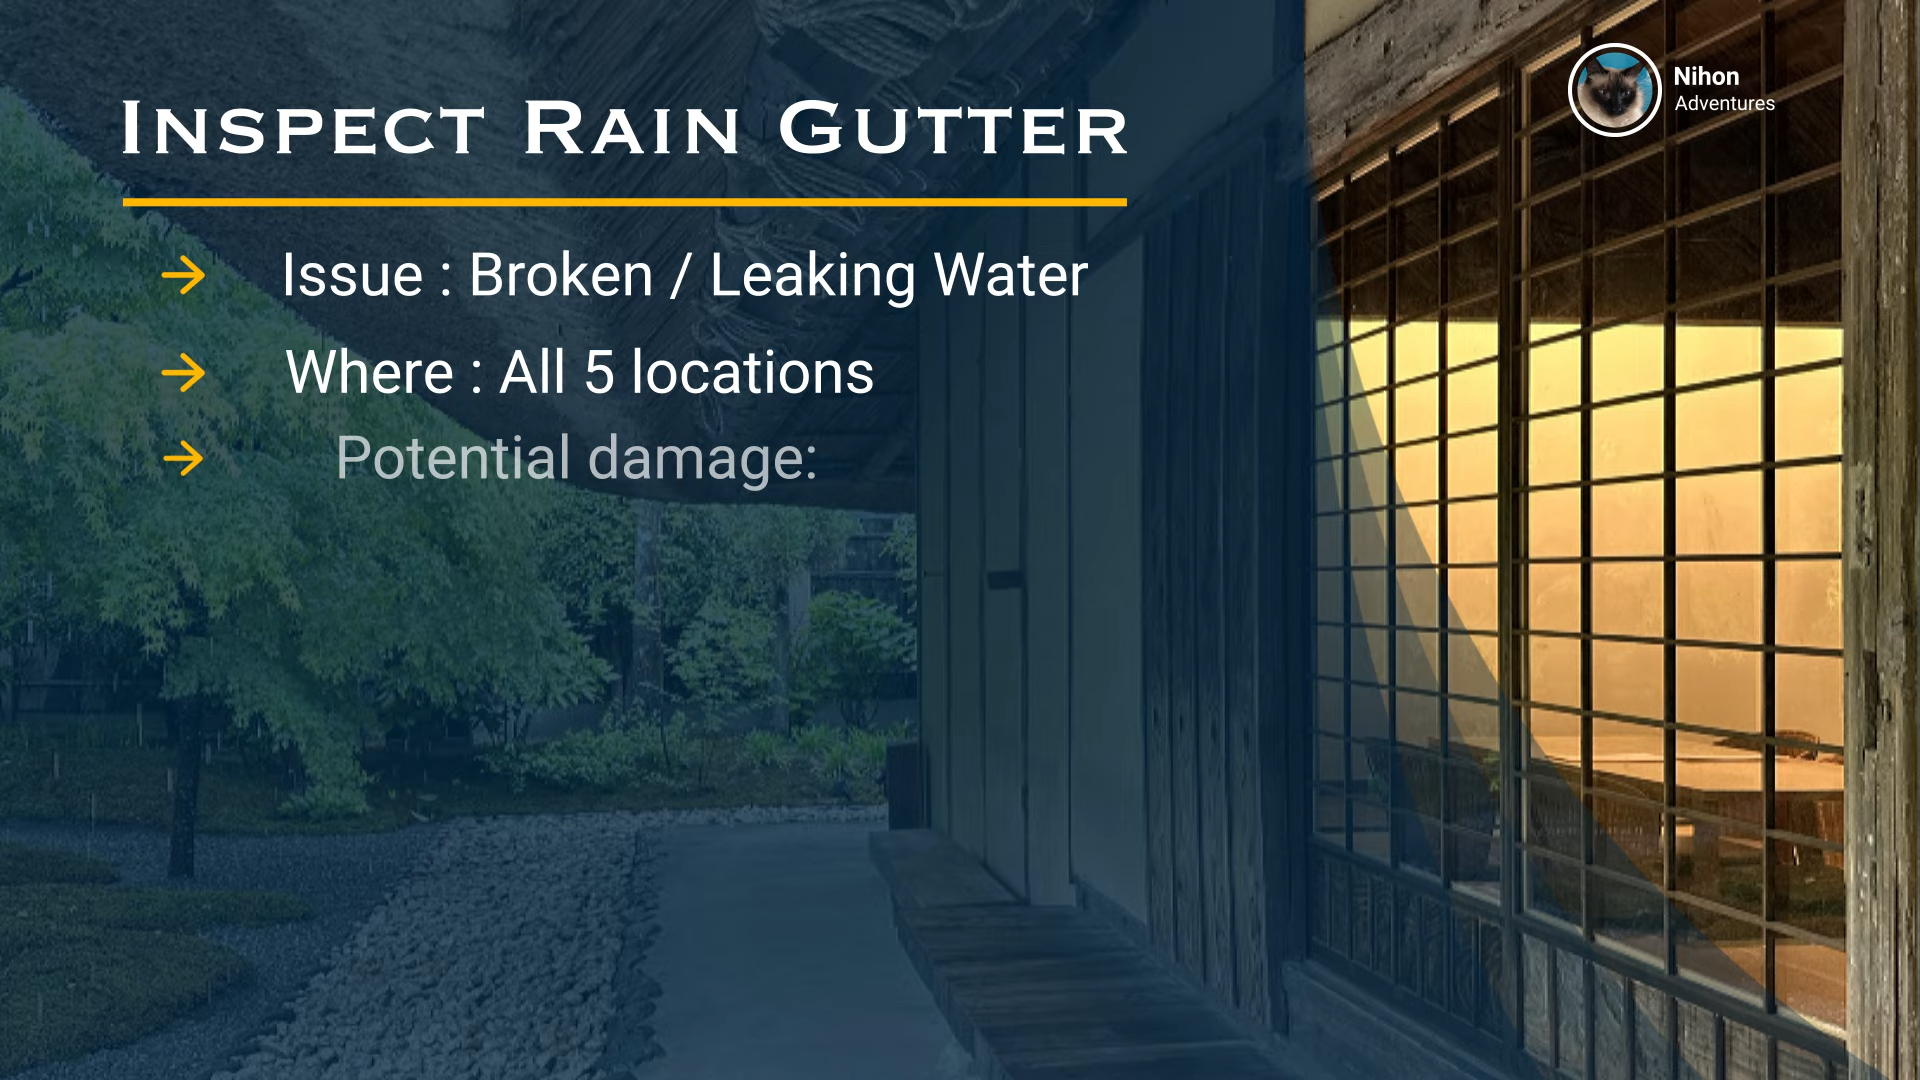 Inspect Rain Gutter
Nihon
Adventures
Issue : Broken / Leaking Water
Where : All 5 locations
Potential damage: